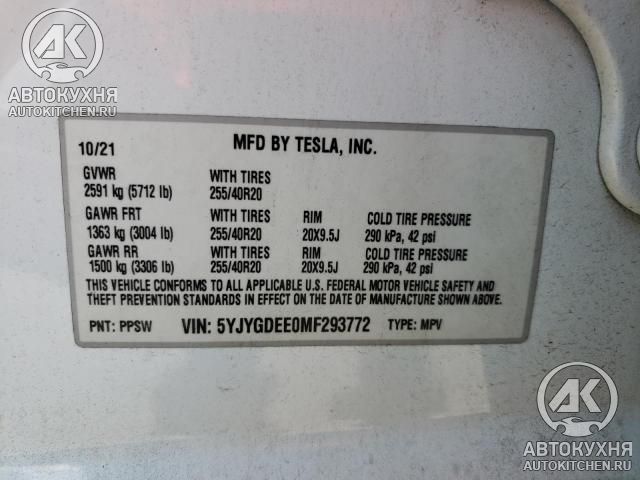 AK
АВТОКУХНЯ
AUTOKITCHEN.RU
10/21 MFD BY TESLA, INC.
GVWR WITH TIRES
2591 kg (5712 lb) 255/40R20
GAWR FRT WITH TIRES RIM COLD TIRE PRESSURE
1363 kg (3004 lb) 255/40R20 20X9.5J 290 kPa, 42 psi
GAWR RR WITH TIRES RIM COLD TIRE PRESSURE
1500 kg (3306 lb) 255/40R20 20X9.5J 290 kPa, 42 psi
THIS VEHICLE CONFORMS TO ALL APPLICABLE U.S. FEDERAL MOTOR VEHICLE SAFETY AND
THEFT PREVENTION STANDARDS IN EFFECT ON THE DATE OF MANUFACTURE SHOWN ABOVE.
PNT: PPSW VIN: 5YJYGDEE0MF293772 TYPE: MPV
AK
АВТОКУХНЯ
AUTOKITCHEN.RU